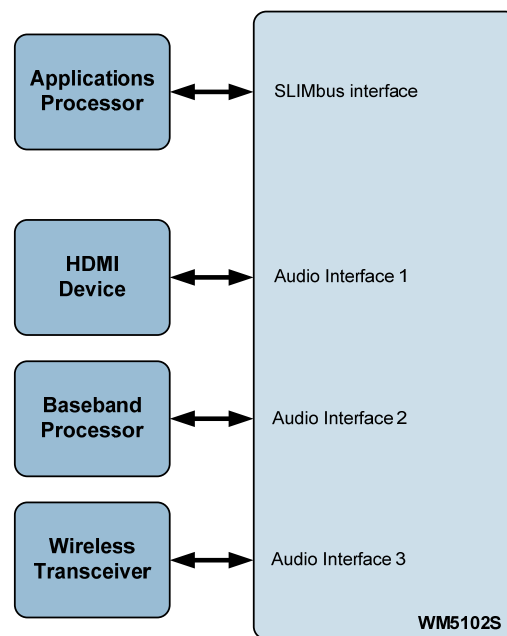 Applications
Processor
SLIMbus interface
HDMI
Device
Audio Interface 1
Baseband
Processor
Audio Interface 2
Wireless
Transceiver
Audio Interface 3
WM5102S